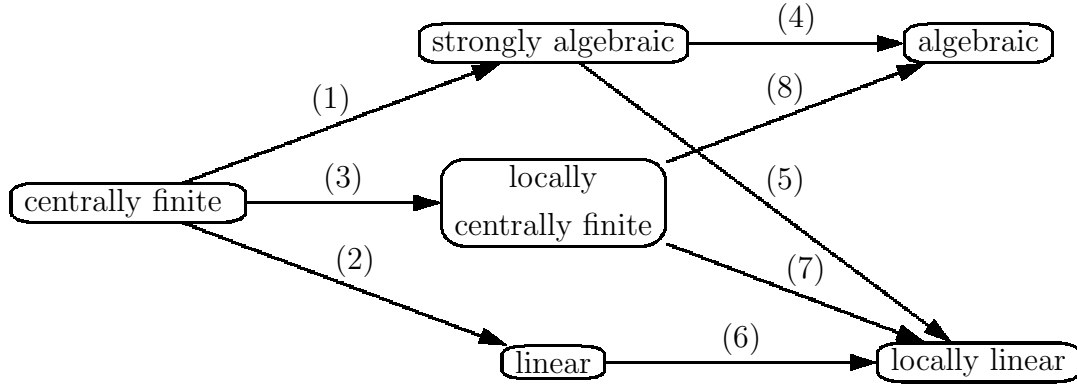 (4)
strongly algebraic
algebraic
(8)
(1)
(3)
locally
(5)
centrally finite
centrally finite
(2)
(7)
(6)
linear
locally linear